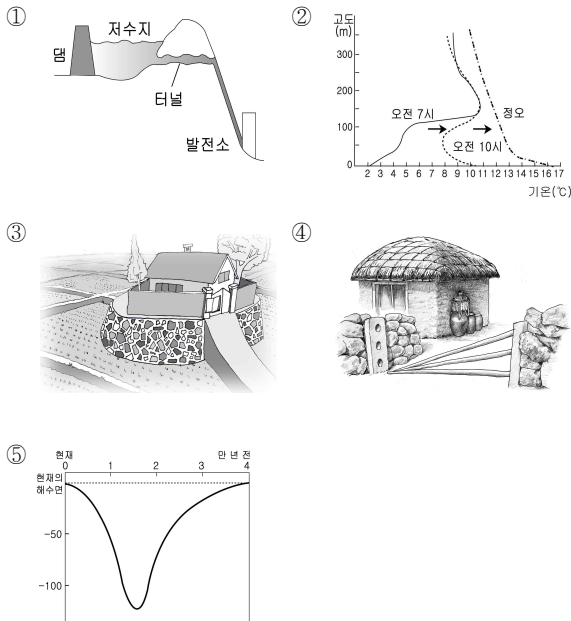 ①
저수지
댐
터널
발전소
②
고도
(m)
300
200
100
0
오전 7시
정오
오전 10시
2 3 4 5 6 7 8 9 10 11 12 13 14 15 16 17
기온(℃)
③
④
⑤
현재
만 년 전
0 1 2 3 4
현재의
해수면
-50
-100